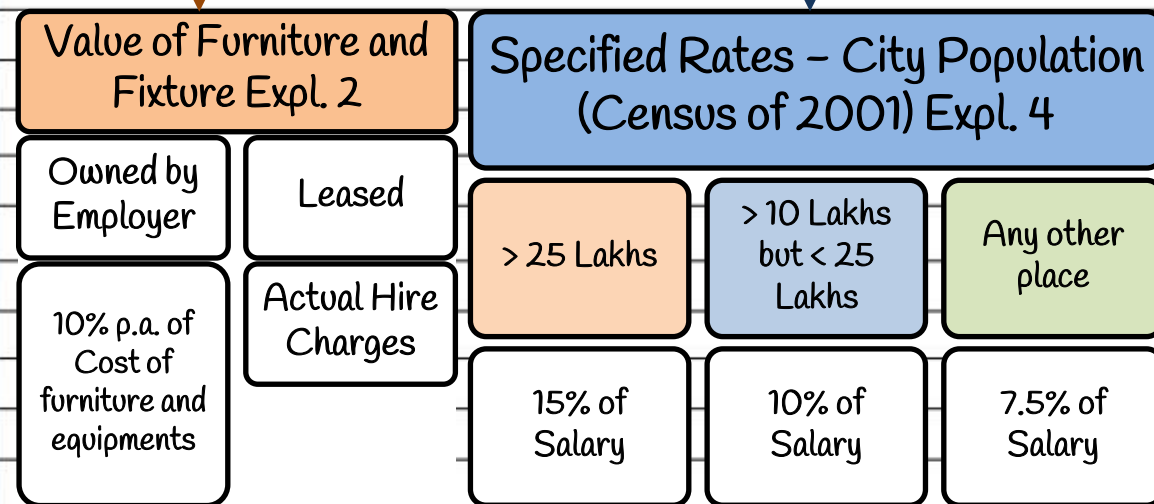 Value of Furniture and
Fixture Expl. 2
Owned by
Employer
Leased
10% p.a. of
Cost of
furniture and
equipments
Actual Hire
Charges
Specified Rates – City Population
(Census of 2001) Expl. 4
> 25 Lakhs
> 10 Lakhs
but < 25
Lakhs
Any other
place
15% of
Salary
10% of
Salary
7.5% of
Salary